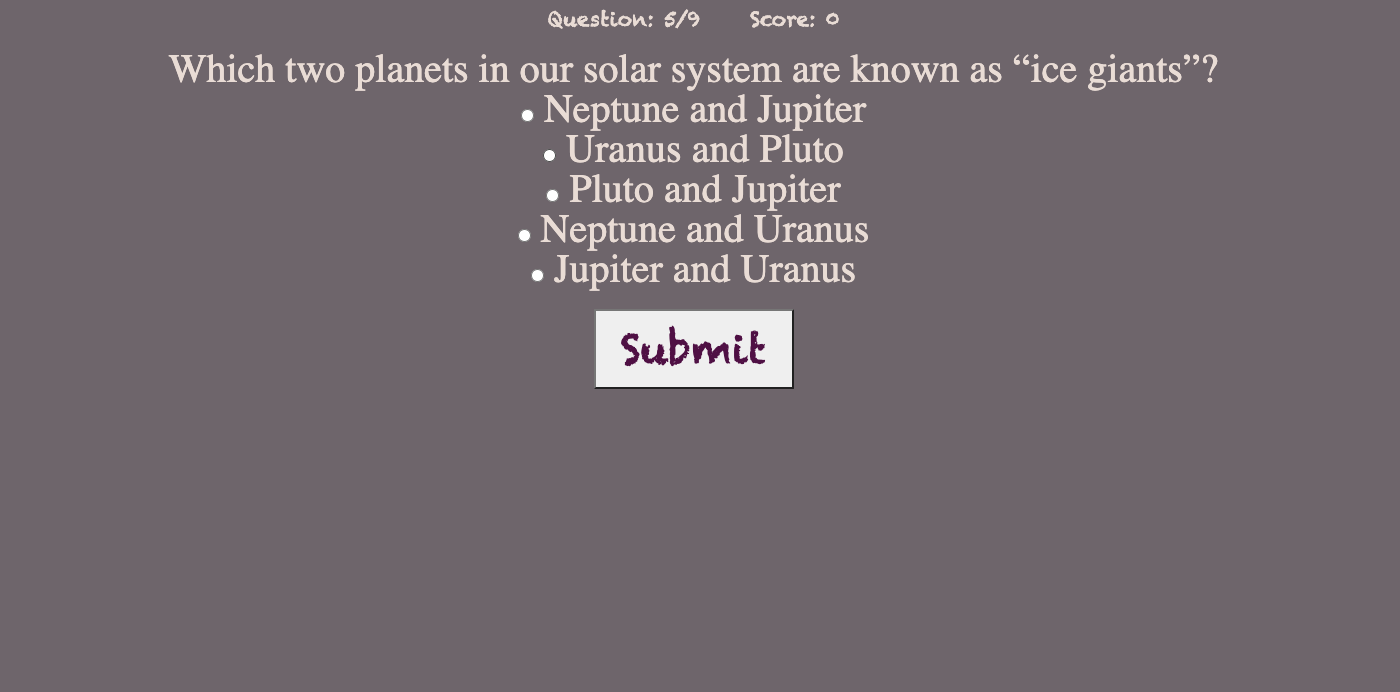 Question: 5/9 Score: 0
Which two planets in our solar system are known as “ice giants”?
Neptune and Jupiter
Uranus and Pluto
Pluto and Jupiter
Neptune and Uranus
Jupiter and Uranus
Submit